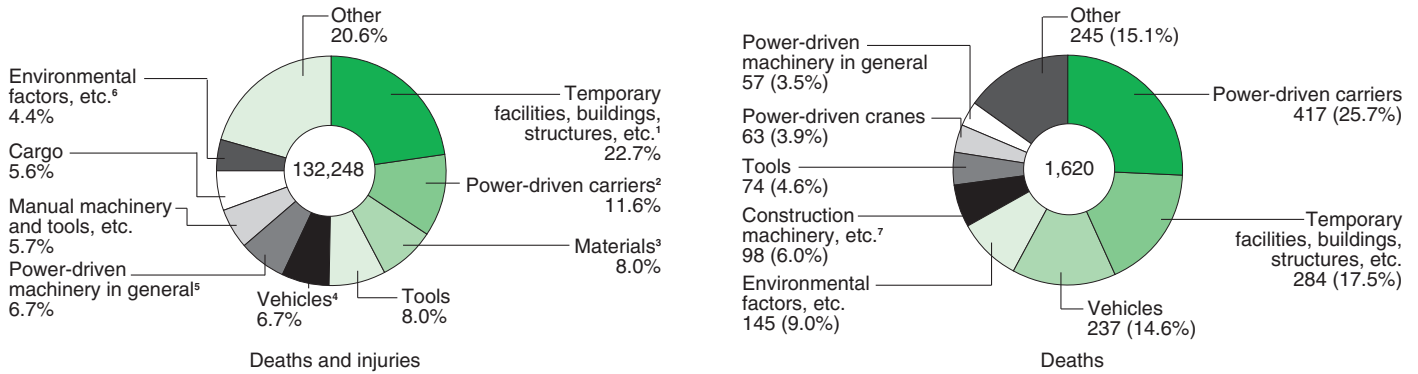 Other
20.6%
Temporary
facilities, buildings,
structures, etc.¹
22.7%
Power-driven carriers²
11.6%
Materials³
8.0%
Tools
8.0%
Vehicles⁴
6.7%
Power-driven
machinery in general⁵
6.7%
Manual machinery
and tools, etc.
5.7%
Cargo
5.6%
Environmental
factors, etc.⁶
4.4%
132,248
Deaths and injuries
Other
245 (15.1%)
Power-driven carriers
417 (25.7%)
Temporary
facilities, buildings,
structures, etc.
284 (17.5%)
Vehicles
237 (14.6%)
Environmental
factors, etc.
145 (9.0%)
Construction
machinery, etc.⁷
98 (6.0%)
Tools
74 (4.6%)
Power-driven cranes
63 (3.9%)
Power-driven
machinery in general
57 (3.5%)
1,620
Deaths